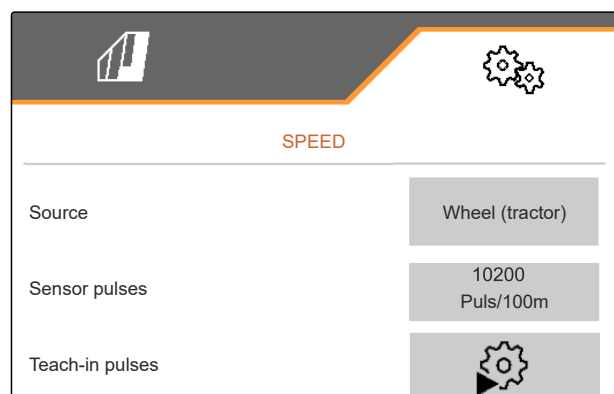 SPEED
Source
Wheel (tractor)
Sensor pulses
10200
Puls/100m
Teach-in pulses